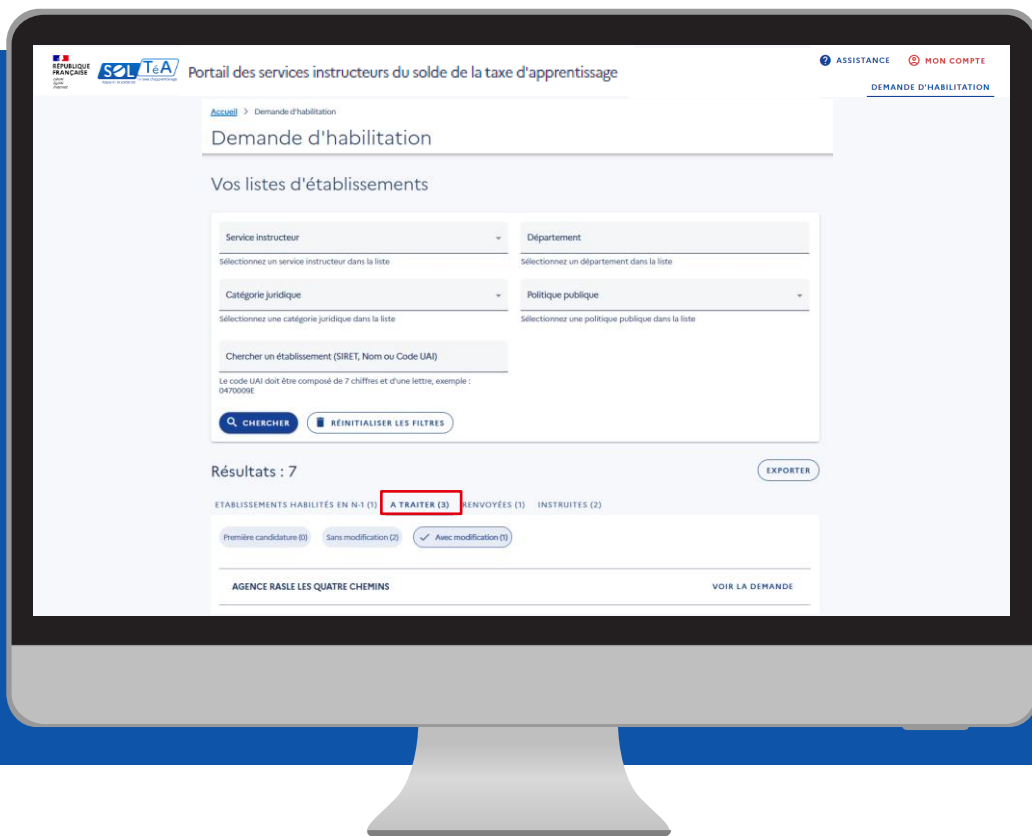 RÉPUBLIQUE
FRANÇAISE
SOLTéA
Portail des services instructeurs du solde de la taxe d'apprentissage
ASSISTANCE
MON COMPTE
DEMANDE D'HABILITATION
Accueil > Demande d'habilitation
Demande d'habilitation
Vos listes d'établissements
Service instructeur
Département
Sélectionnez un service instructeur dans la liste
Sélectionnez un département dans la liste
Catégorie juridique
Politique publique
Sélectionnez une catégorie juridique dans la liste
Sélectionnez une politique publique dans la liste
Chercher un établissement (SIRET, Nom ou Code UAI)
Le code UAI doit être composé de 7 chiffres et d'une lettre, exemple :
0470009E
CHERCHER
RÉINITIALISER LES FILTRES
Résultats : 7
EXPORTER
ETABLISSEMENTS HABILITÉS EN N-1 (1)
A TRAITER (3)
RENVOYÉES (1)
INSTRUITES (2)
Première candidature (0)
Sans modification (2)
Avec modification (1)
AGENCE RASLE LES QUATRE CHEMINS
VOIR LA DEMANDE